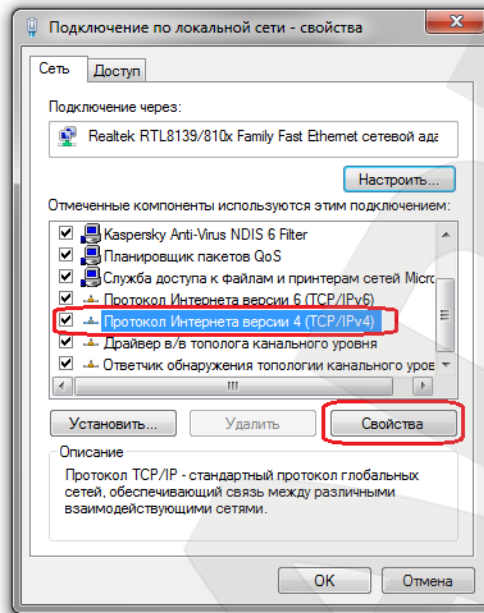 Подключение по локальной сети - свойства
Сеть
Доступ
Подключение через:
Realtek RTL8139/810x Family Fast Ethernet сетевой ада
Настроить...
Отмеченные компоненты используются этим подключением:
Kaspersky Anti-Virus NDIS 6 Filter
Планировщик пакетов QoS
Служба доступа к файлам и принтерам сетей Micro
Протокол Интернета версии 6 (TCP/IPv6)
Протокол Интернета версии 4 (TCP/IPv4)
Драйвер в/в тополога канального уровня
Ответчик обнаружения топологии канального уров
Установить...
Удалить
Свойства
Описание
Протокол TCP/IP - стандартный протокол глобальных
сетей, обеспечивающий связь между различными
взаимодействующими сетями.
OK
Отмена